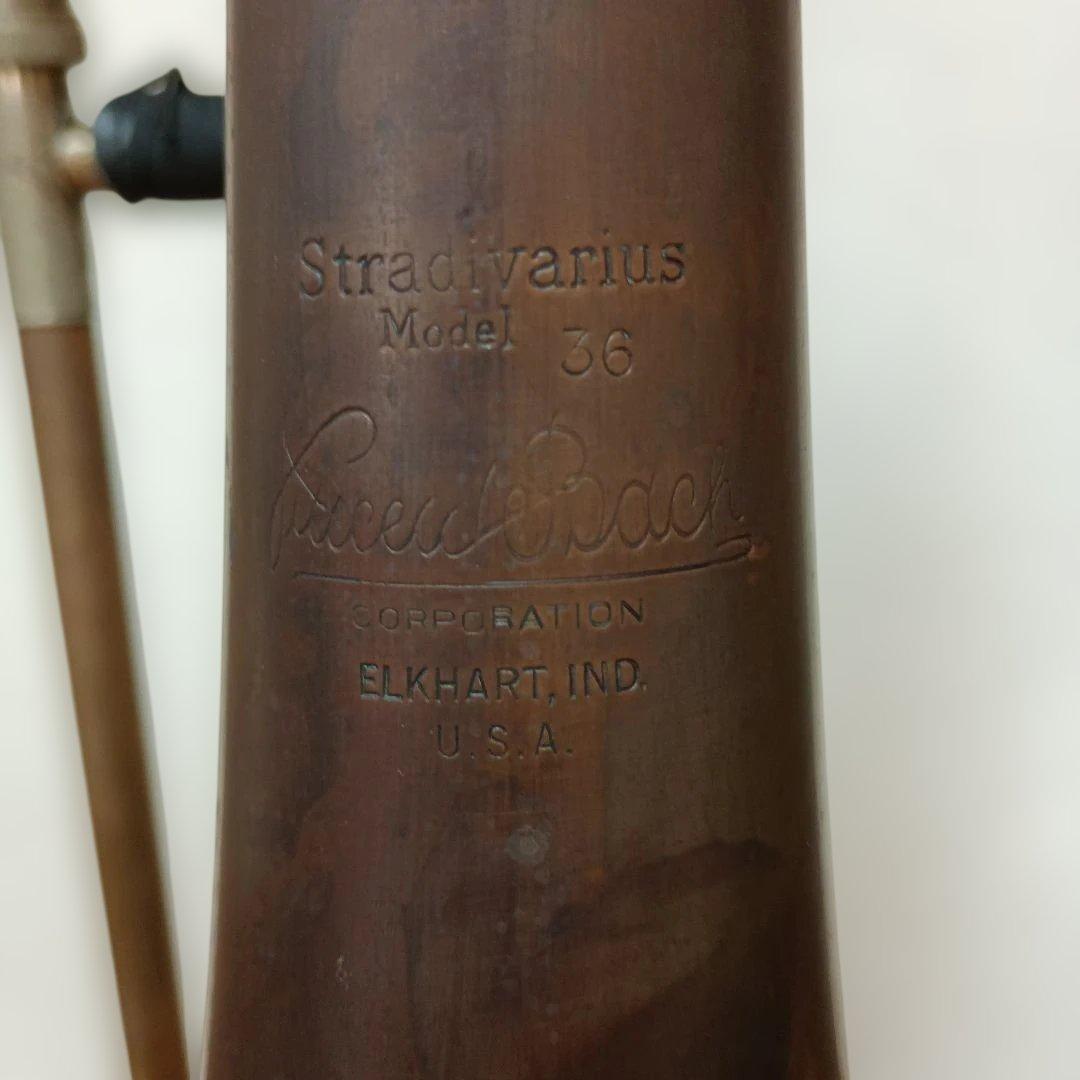 Stradivarius
Model 36
Vincent Bach
CORPORATION
ELKHART, IND.
U.S.A.